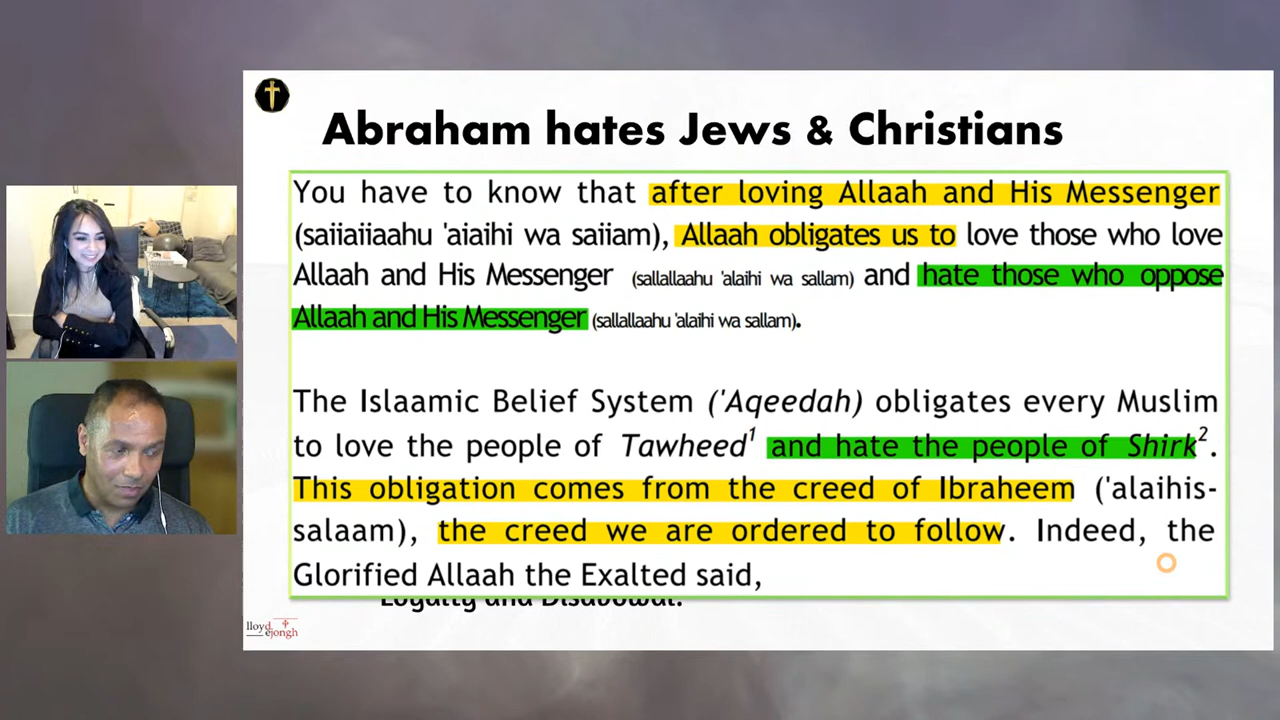 Abraham hates Jews & Christians
You have to know that after loving Allaah and His Messenger
(saiiaiiaahu 'aiaihi wa saiiam), Allaah obligates us to love those who love
Allaah and His Messenger (sallallaahu 'alaihi wa sallam) and hate those who oppose
Allaah and His Messenger (sallallaahu 'alaihi wa sallam).
The Islaamic Belief System ('Aqeedah) obligates every Muslim
to love the people of Tawheed¹ and hate the people of Shirk².
This obligation comes from the creed of Ibraheem ('alaihis-
salaam), the creed we are ordered to follow. Indeed, the
Glorified Allaah the Exalted said,
Loyalty and Disavowal.
lloyd
ejongh